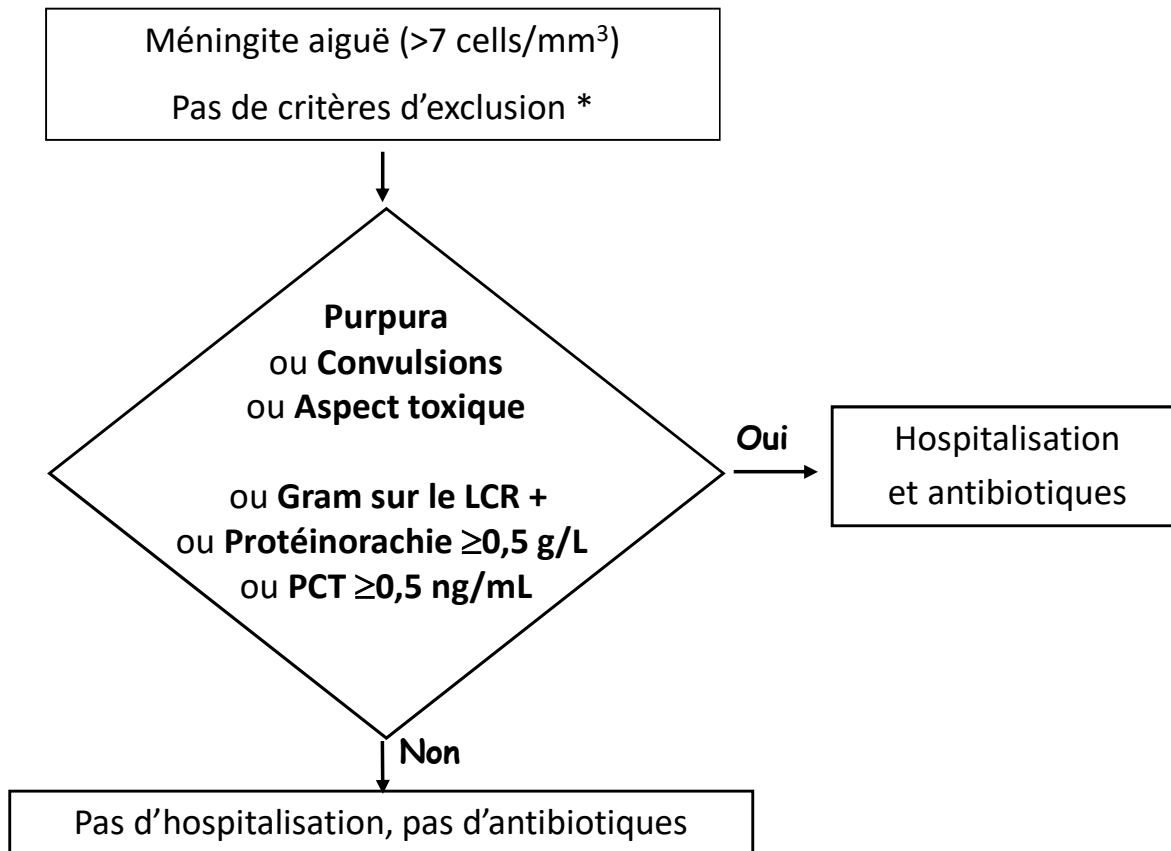 Méningite aiguë (>7 cells/mm³)
Pas de critères d'exclusion *
Purpura
ou Convulsions
ou Aspect toxique
ou Gram sur le LCR +
ou Protéinorachie ≥0,5 g/L
ou PCT ≥0,5 ng/mL
Oui
Hospitalisation
et antibiotiques
Non
Pas d'hospitalisation, pas d'antibiotiques